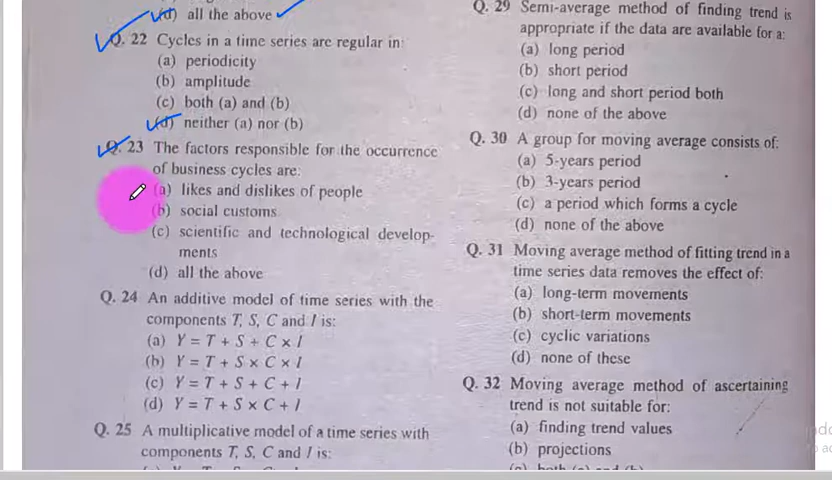 (d) all the above
Q. 22 Cycles in a time series are regular in:
(a) periodicity
(b) amplitude
(c) both (a) and (b)
(d) neither (a) nor (b)
Q. 23 The factors responsible for the occurrence
of business cycles are:
(a) likes and dislikes of people
(b) social customs
(c) scientific and technological develop-
ments
(d) all the above
Q. 24 An additive model of time series with the
components T, S, C and I is:
(a) Y = T + S + C × I
(b) Y = T + S × C × I
(c) Y = T + S + C + I
(d) Y = T + S × C + I
Q. 25 A multiplicative model of a time series with
components T, S, C and I is:
Q. 29 Semi-average method of finding trend is
appropriate if the data are available for a:
(a) long period
(b) short period
(c) long and short period both
(d) none of the above
Q. 30 A group for moving average consists of:
(a) 5-years period
(b) 3-years period
(c) a period which forms a cycle
(d) none of the above
Q. 31 Moving average method of fitting trend in a
time series data removes the effect of:
(a) long-term movements
(b) short-term movements
(c) cyclic variations
(d) none of these
Q. 32 Moving average method of ascertaining
trend is not suitable for:
(a) finding trend values
(b) projections